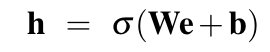 h = σ(We + b)